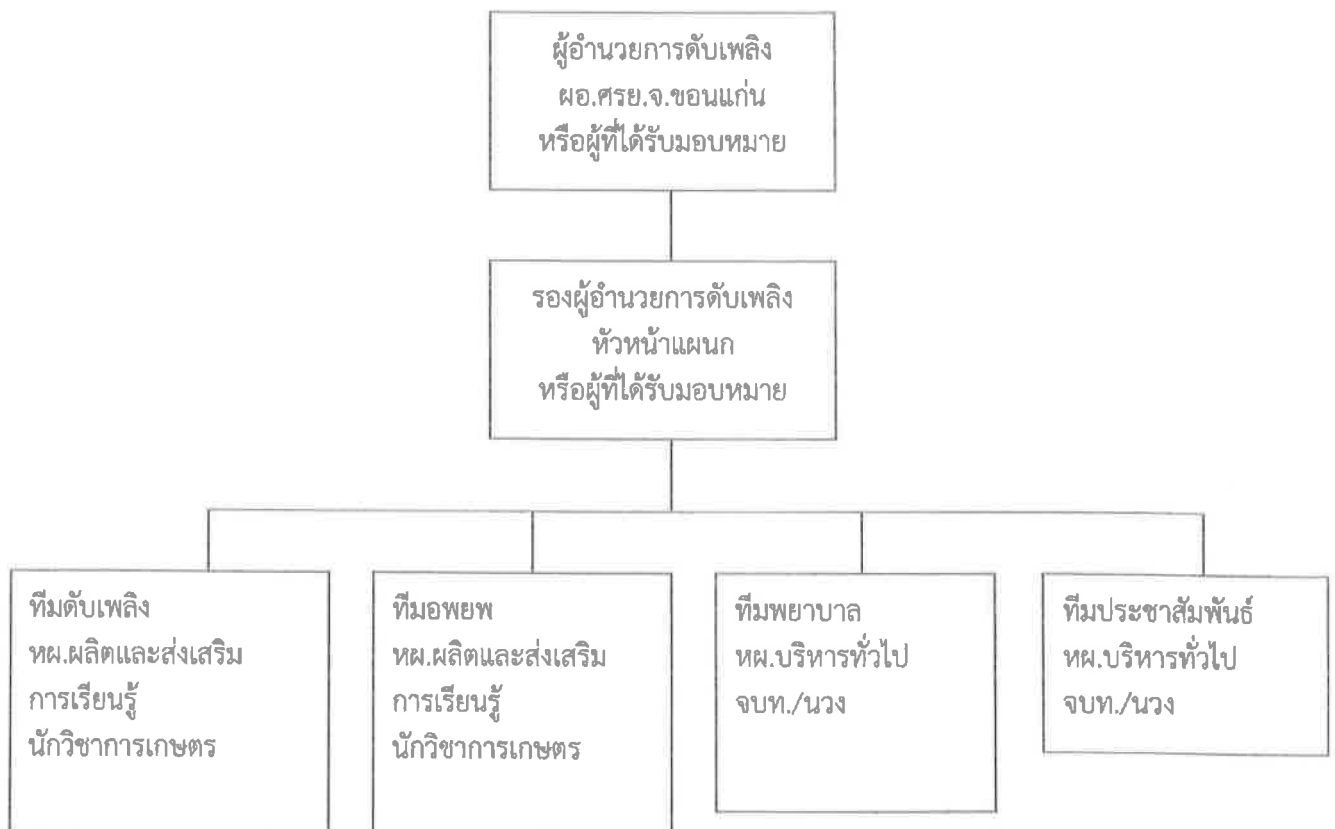 ผู้อำนวยการดับเพลิง
ผอ.ศรย.จ.ขอนแก่น
หรือผู้ที่ได้รับมอบหมาย
รองผู้อำนวยการดับเพลิง
หัวหน้าแผนก
หรือผู้ที่ได้รับมอบหมาย
ทีมดับเพลิง
หผ.ผลิตและส่งเสริม
การเรียนรู้
นักวิชาการเกษตร
ทีมอพยพ
หผ.ผลิตและส่งเสริม
การเรียนรู้
นักวิชาการเกษตร
ทีมพยาบาล
หผ.บริหารทั่วไป
จบท./นวง
ทีมประชาสัมพันธ์
หผ.บริหารทั่วไป
จบท./นวง